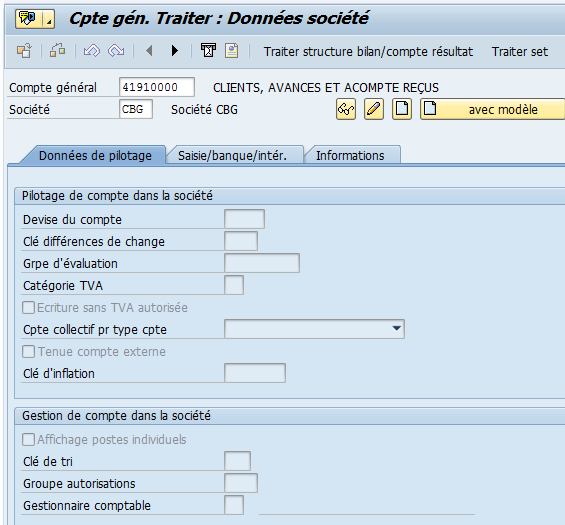 Cpte gén. Traiter : Données société
Traiter structure bilan/compte résultat Traiter set
Compte général 41910000 CLIENTS, AVANCES ET ACOMPTE REÇUS
Société CBG Société CBG avec modèle
Données de pilotage Saisie/banque/intér. Informations
Pilotage de compte dans la société
Devise du compte
Clé différences de change
Grpe d'évaluation
Catégorie TVA
Ecriture sans TVA autorisée
Cpte collectif pr type cpte
Tenue compte externe
Clé d'inflation
Gestion de compte dans la société
Affichage postes individuels
Clé de tri
Groupe autorisations
Gestionnaire comptable